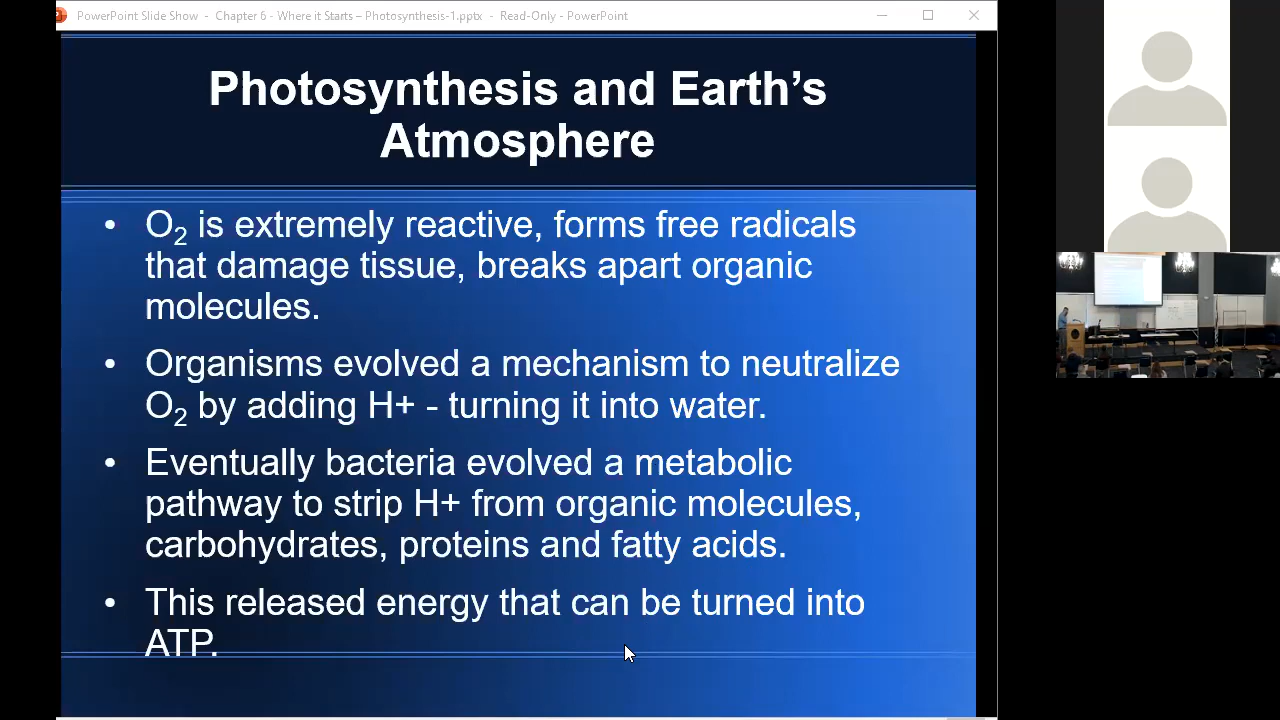 PowerPoint Slide Show - Chapter 6 - Where it Starts – Photosynthesis-1.pptx - Read-Only - PowerPoint
Photosynthesis and Earth’s
Atmosphere
• O₂ is extremely reactive, forms free radicals
that damage tissue, breaks apart organic
molecules.
• Organisms evolved a mechanism to neutralize
O₂ by adding H+ - turning it into water.
• Eventually bacteria evolved a metabolic
pathway to strip H+ from organic molecules,
carbohydrates, proteins and fatty acids.
• This released energy that can be turned into
ATP.